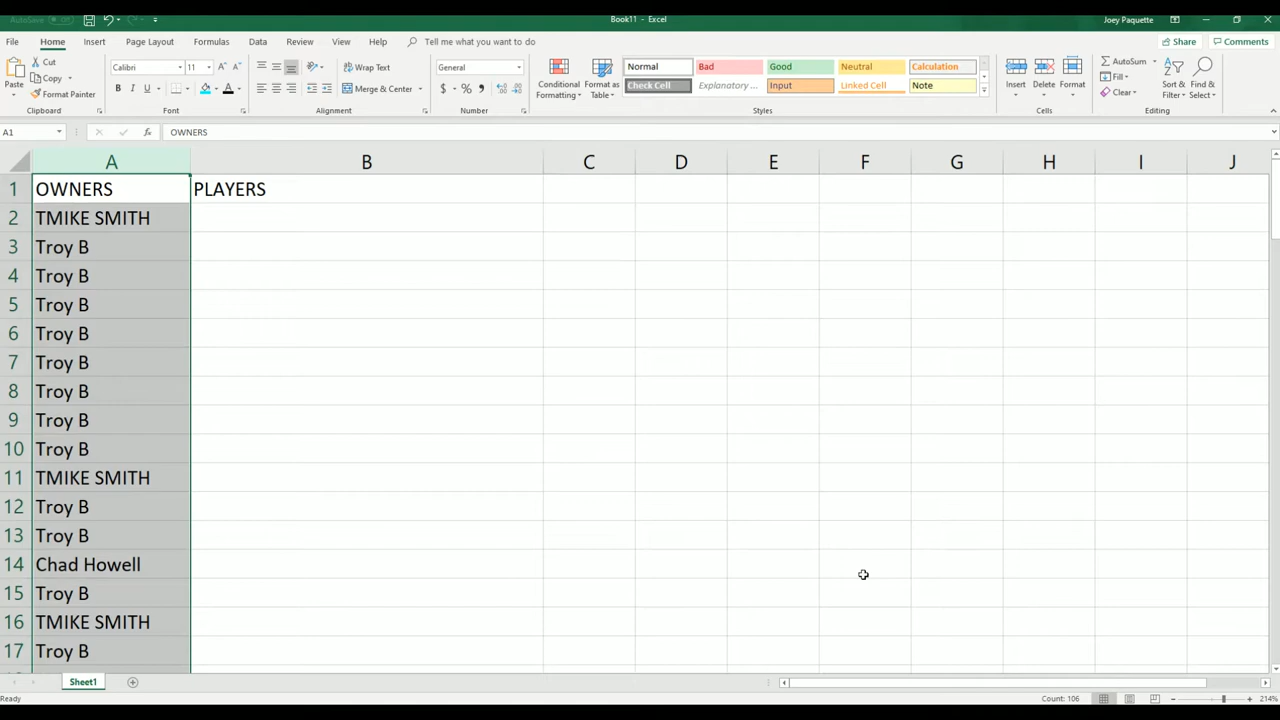 AutoSave Off
Book11 - Excel
Joey Paquette
File Home Insert Page Layout Formulas Data Review View Help Tell me what you want to do
Share Comments
Cut
Copy
Format Painter
Paste
Clipboard
Calibri 11
Font
Wrap Text
Merge & Center
Alignment
General
Number
Conditional Formatting
Format as Table
Normal Bad Good Neutral Calculation
Check Cell Explanatory ... Input Linked Cell Note
Styles
Insert Delete Format
Cells
AutoSum
Fill
Clear
Sort & Filter
Find & Select
Editing
A1 fx OWNERS
A B C D E F G H I J
1 OWNERS PLAYERS
2 TMIKE SMITH
3 Troy B
4 Troy B
5 Troy B
6 Troy B
7 Troy B
8 Troy B
9 Troy B
10 Troy B
11 TMIKE SMITH
12 Troy B
13 Troy B
14 Chad Howell
15 Troy B
16 TMIKE SMITH
17 Troy B
Sheet1
Ready
Count: 106
214%